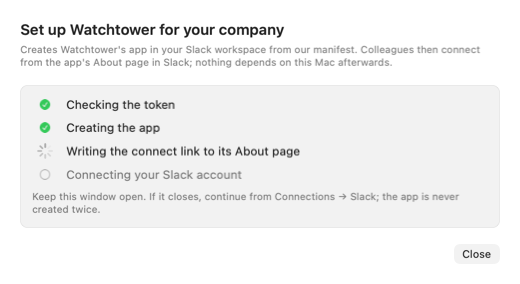 Set up Watchtower for your company
Creates Watchtower's app in your Slack workspace from our manifest. Colleagues then connect
from the app's About page in Slack; nothing depends on this Mac afterwards.
Checking the token
Creating the app
Writing the connect link to its About page
Connecting your Slack account
Keep this window open. If it closes, continue from Connections → Slack; the app is never
created twice.
Close